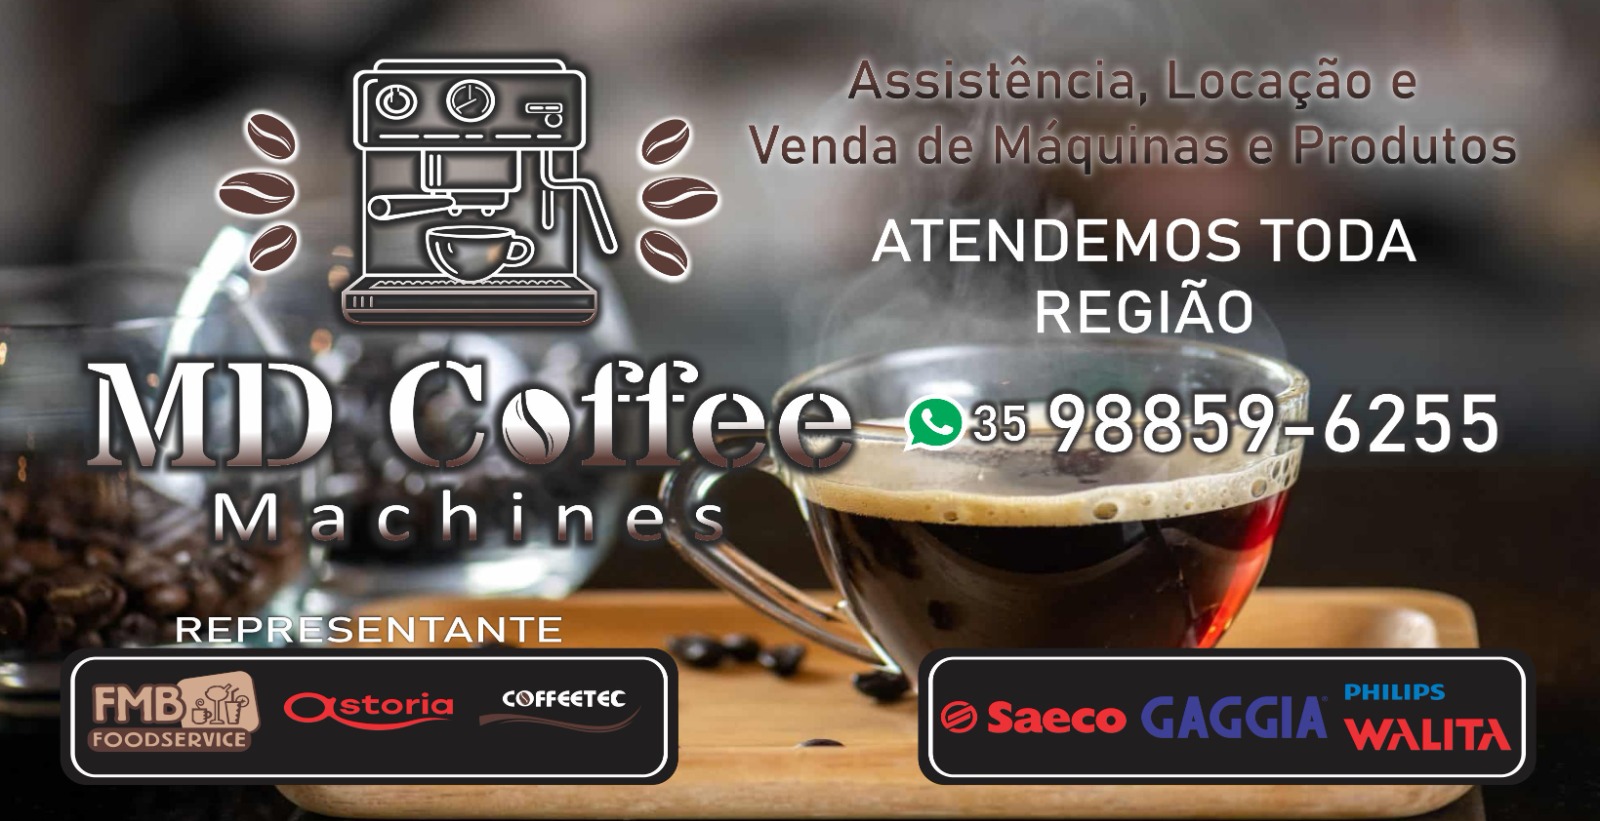 Assistência, Locação e
Venda de Máquinas e Produtos
ATENDEMOS TODA
REGIÃO
MD Coffee
Machines
35 98859-6255
REPRESENTANTE
FMB
FOODSERVICE
astoria
COFFEETEC
Saeco
GAGGIA
PHILIPS
WALITA